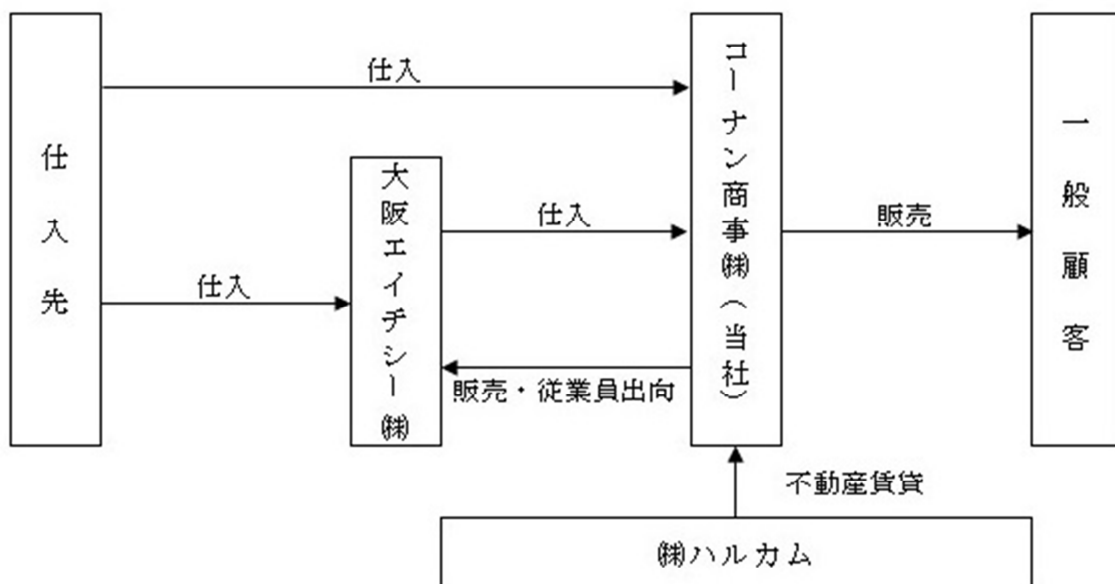 仕入先
仕入
仕入
大阪エイチシー㈱
仕入
販売・従業員出向
コーナン商事㈱（当社）
販売
一般顧客
不動産賃貸
㈱ハルカム